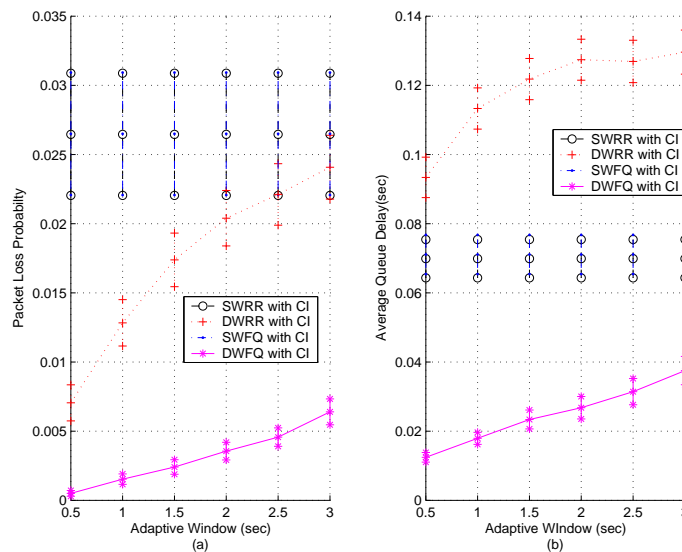 0.035
0.03
0.025
0.02
0.015
0.01
0.005
0
Packet Loss Probability
SWRR with CI
DWRR with CI
SWFQ with CI
DWFQ with CI
0.5 1 1.5 2 2.5 3
Adaptive Window (sec)
(a)
0.14
0.12
0.1
0.08
0.06
0.04
0.02
0
Average Queue Delay(sec)
SWRR with CI
DWRR with CI
SWFQ with CI
DWFQ with CI
0.5 1 1.5 2 2.5 3
Adaptive WIndow (sec)
(b)